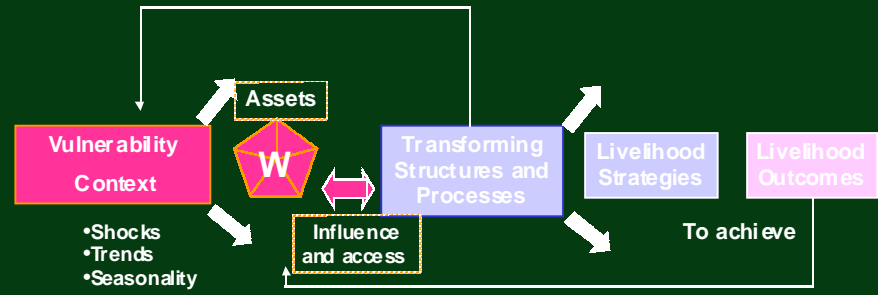 Assets
Vulnerability
Context
W
Transforming
Structures and
Processes
Livelihood
Strategies
Livelihood
Outcomes
•Shocks
•Trends
•Seasonality
Influence
and access
To achieve